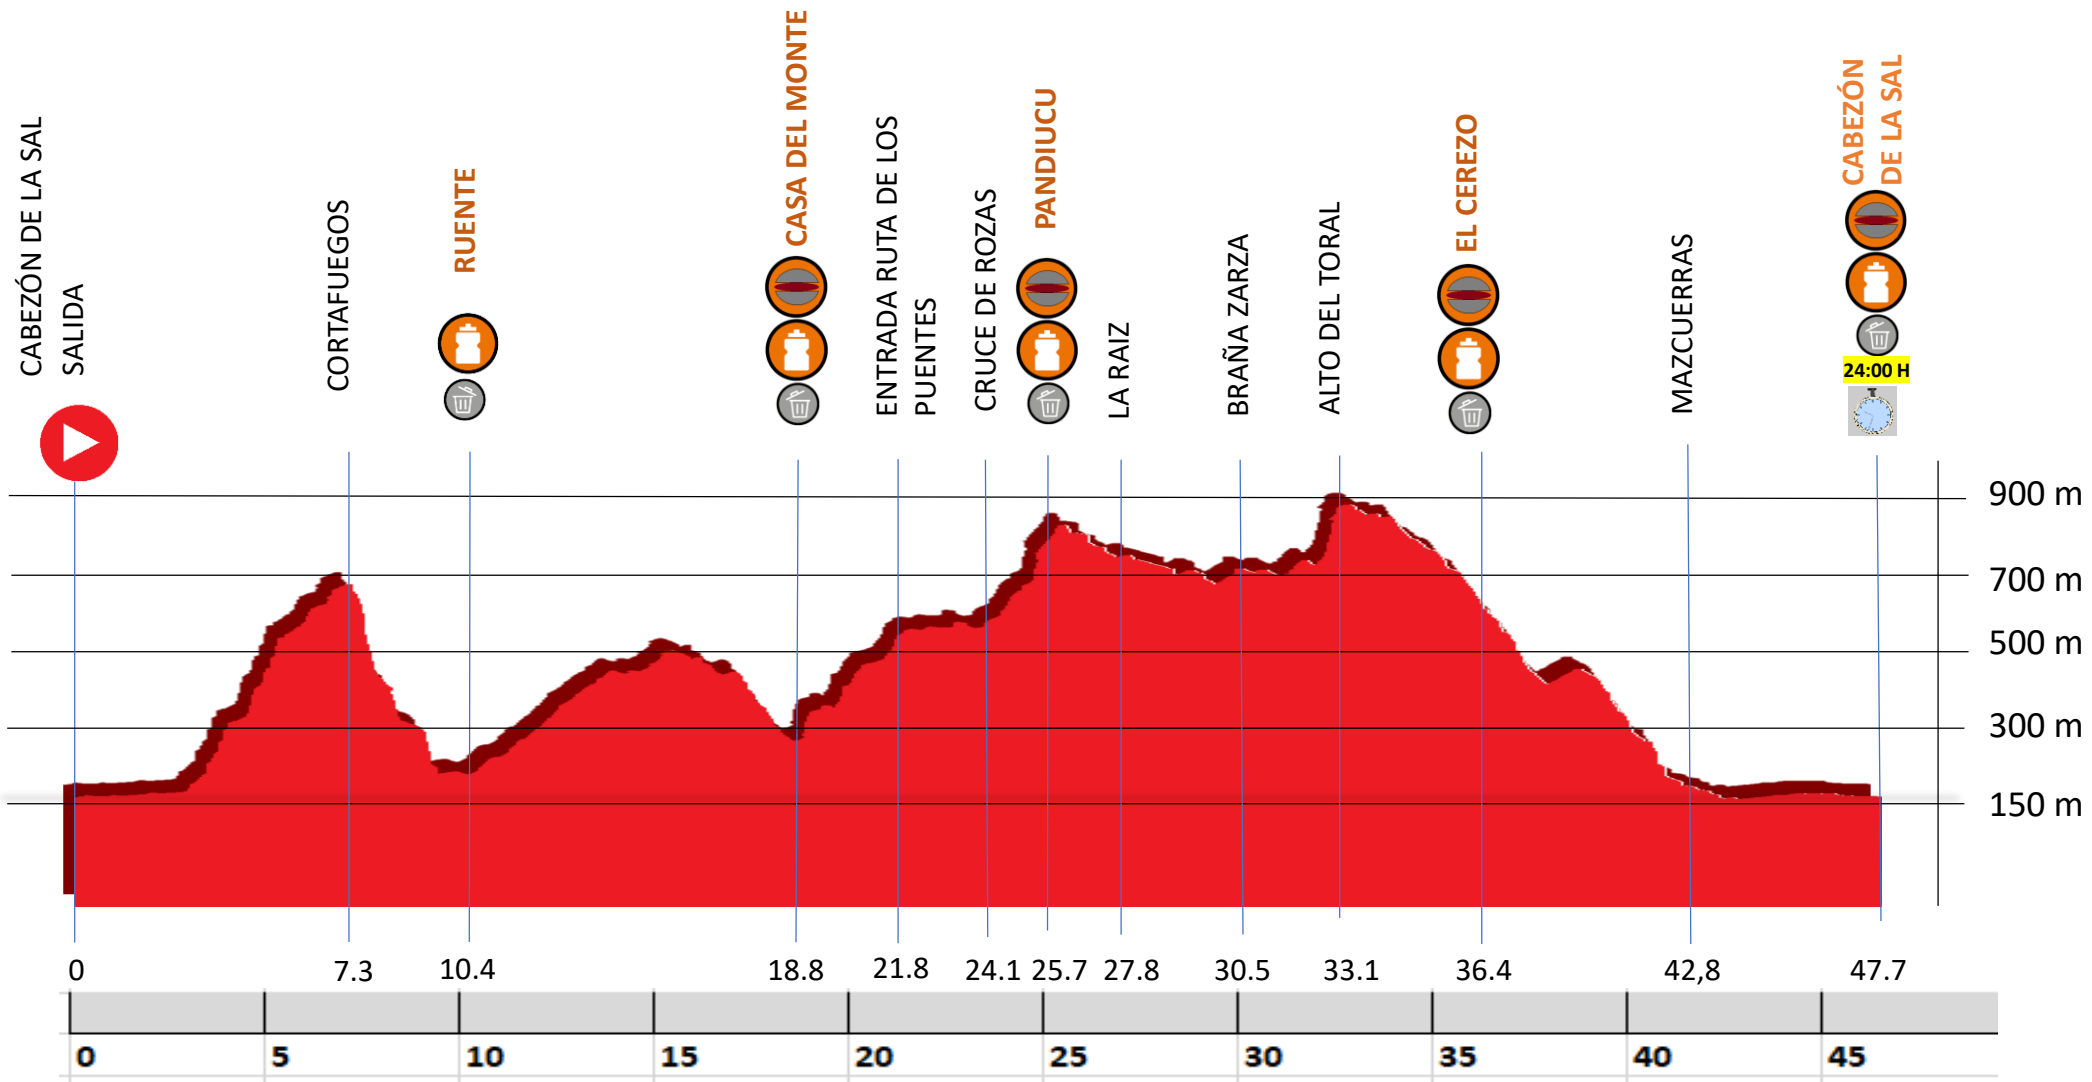 CABEZÓN DE LA SAL
SALIDA
CORTAFUEGOS
RUENTE
CASA DEL MONTE
ENTRADA RUTA DE LOS
PUENTES
CRUCE DE ROZAS
PANDIUCU
LA RAIZ
BRAÑA ZARZA
ALTO DEL TORAL
EL CEREZO
MAZCUERRAS
CABEZÓN
DE LA SAL
24:00 H
900 m
700 m
500 m
300 m
150 m
0 7.3 10.4 18.8 21.8 24.1 25.7 27.8 30.5 33.1 36.4 42,8 47.7
0 5 10 15 20 25 30 35 40 45